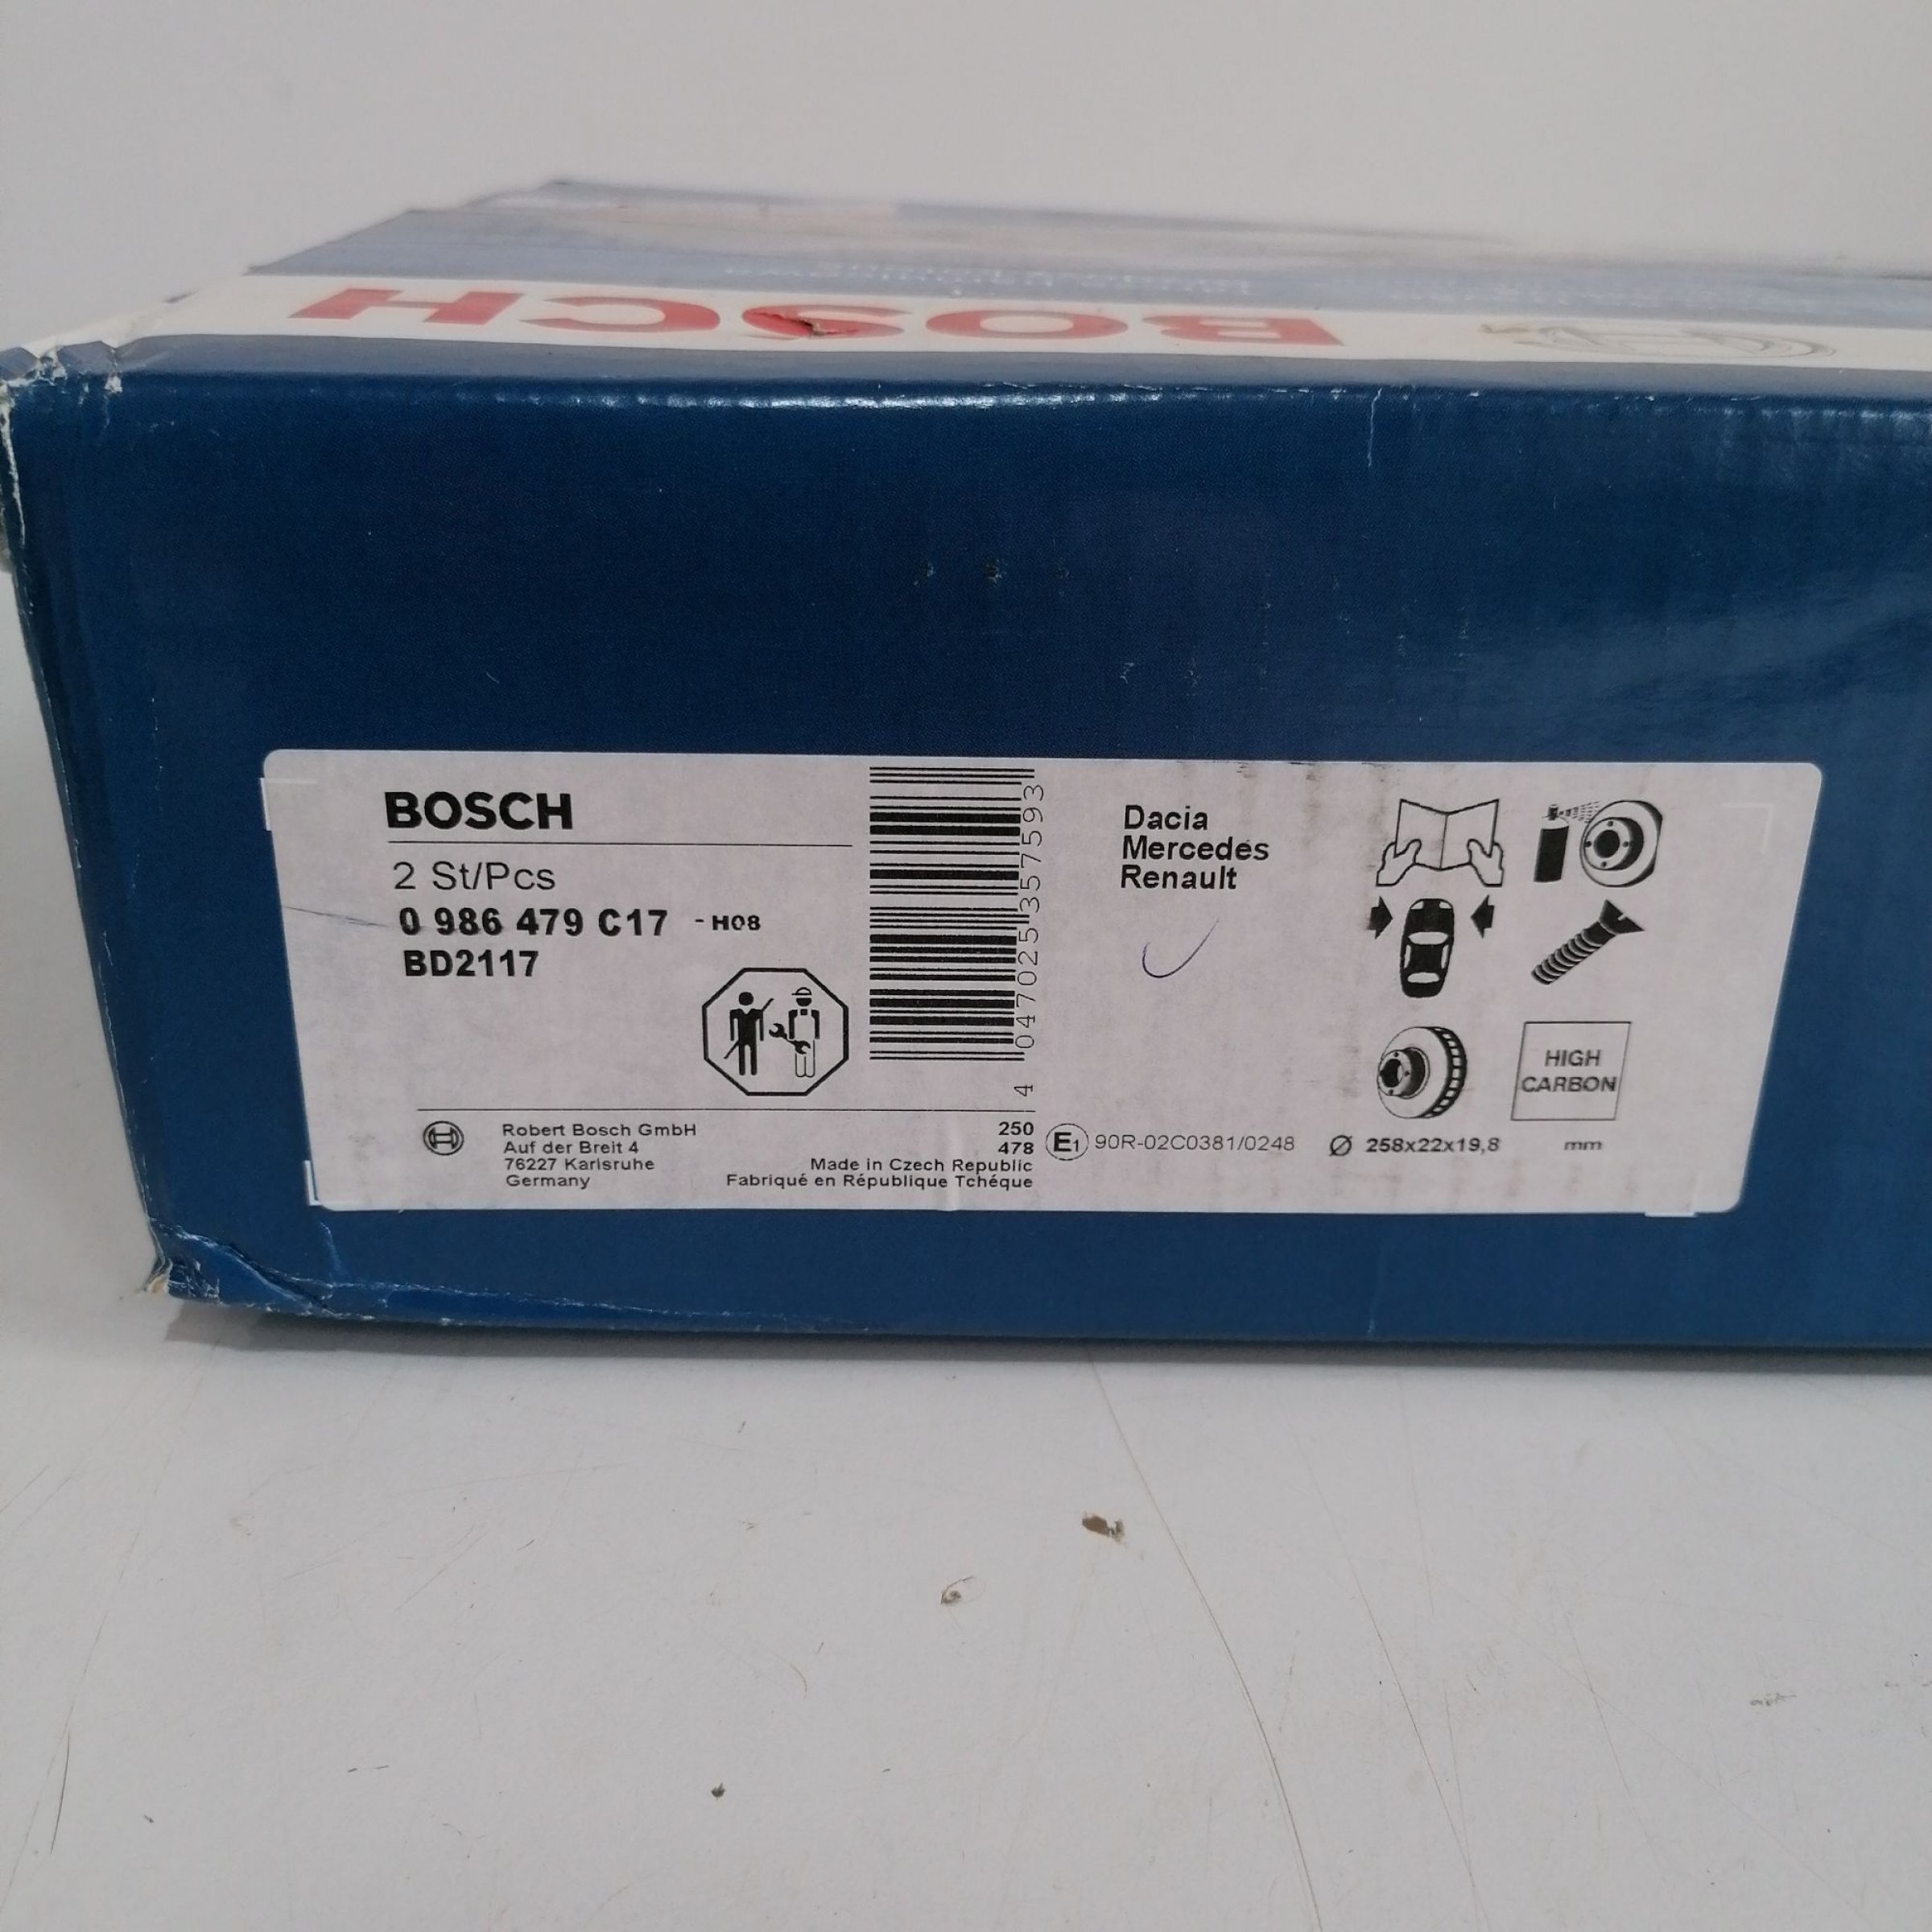 BOSCH
BOSCH
2 St/Pcs
0 986 479 C17 - H08
BD2117
4 047025 357593
Dacia
Mercedes
Renault
HIGH
CARBON
Robert Bosch GmbH
Auf der Breit 4
76227 Karlsruhe
Germany
250
478
Made in Czech Republic
Fabriqué en République Tchéque
E1 90R-02C0381/0248
Ø 258x22x19,8 mm